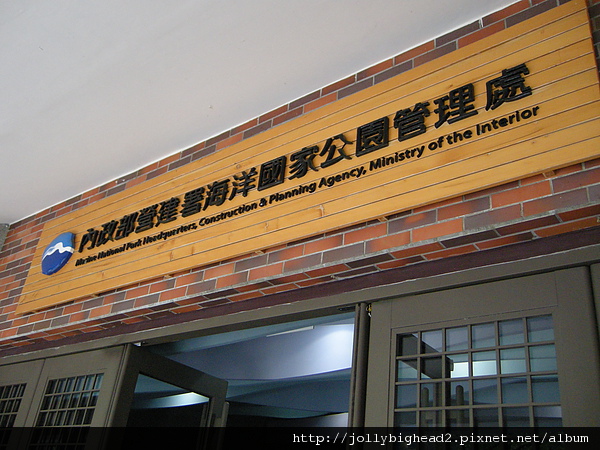 內政部營建署海洋國家公園管理處
Marine National Park Headquarters, Construction & Planning Agency, Ministry of the Interior
http://jollybighead2.pixnet.net/album